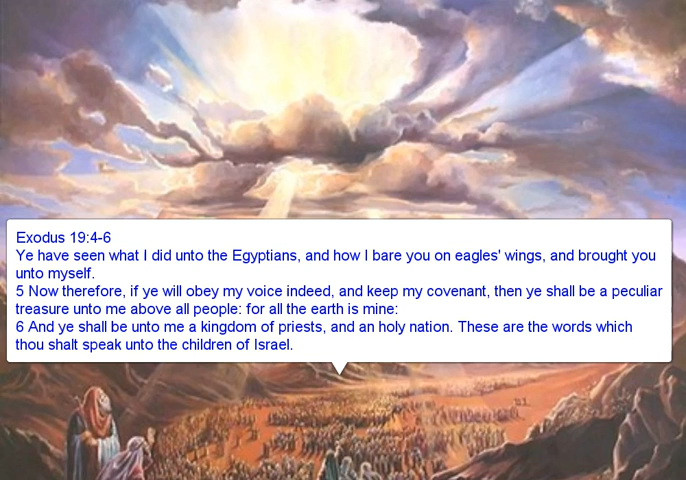 Exodus 19:4-6
Ye have seen what I did unto the Egyptians, and how I bare you on eagles' wings, and brought you
unto myself.
5 Now therefore, if ye will obey my voice indeed, and keep my covenant, then ye shall be a peculiar
treasure unto me above all people: for all the earth is mine:
6 And ye shall be unto me a kingdom of priests, and an holy nation. These are the words which
thou shalt speak unto the children of Israel.